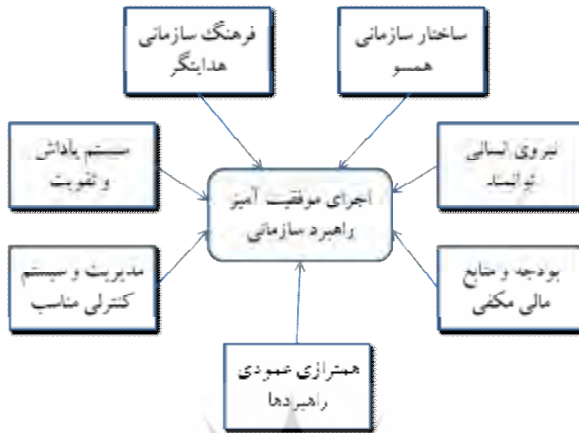 ساختار سازمانی
همسو
فرهنگ سازمانی
هدایتگر
نیروی انسانی
توانمند
سیستم پاداش
و تقویت
اجرای موفقیت آمیز
راهبرد سازمانی
بودجه و منابع
مالی مکفی
مدیریت و سیستم
کنترلی مناسب
همترازی عمودی
راهبردها